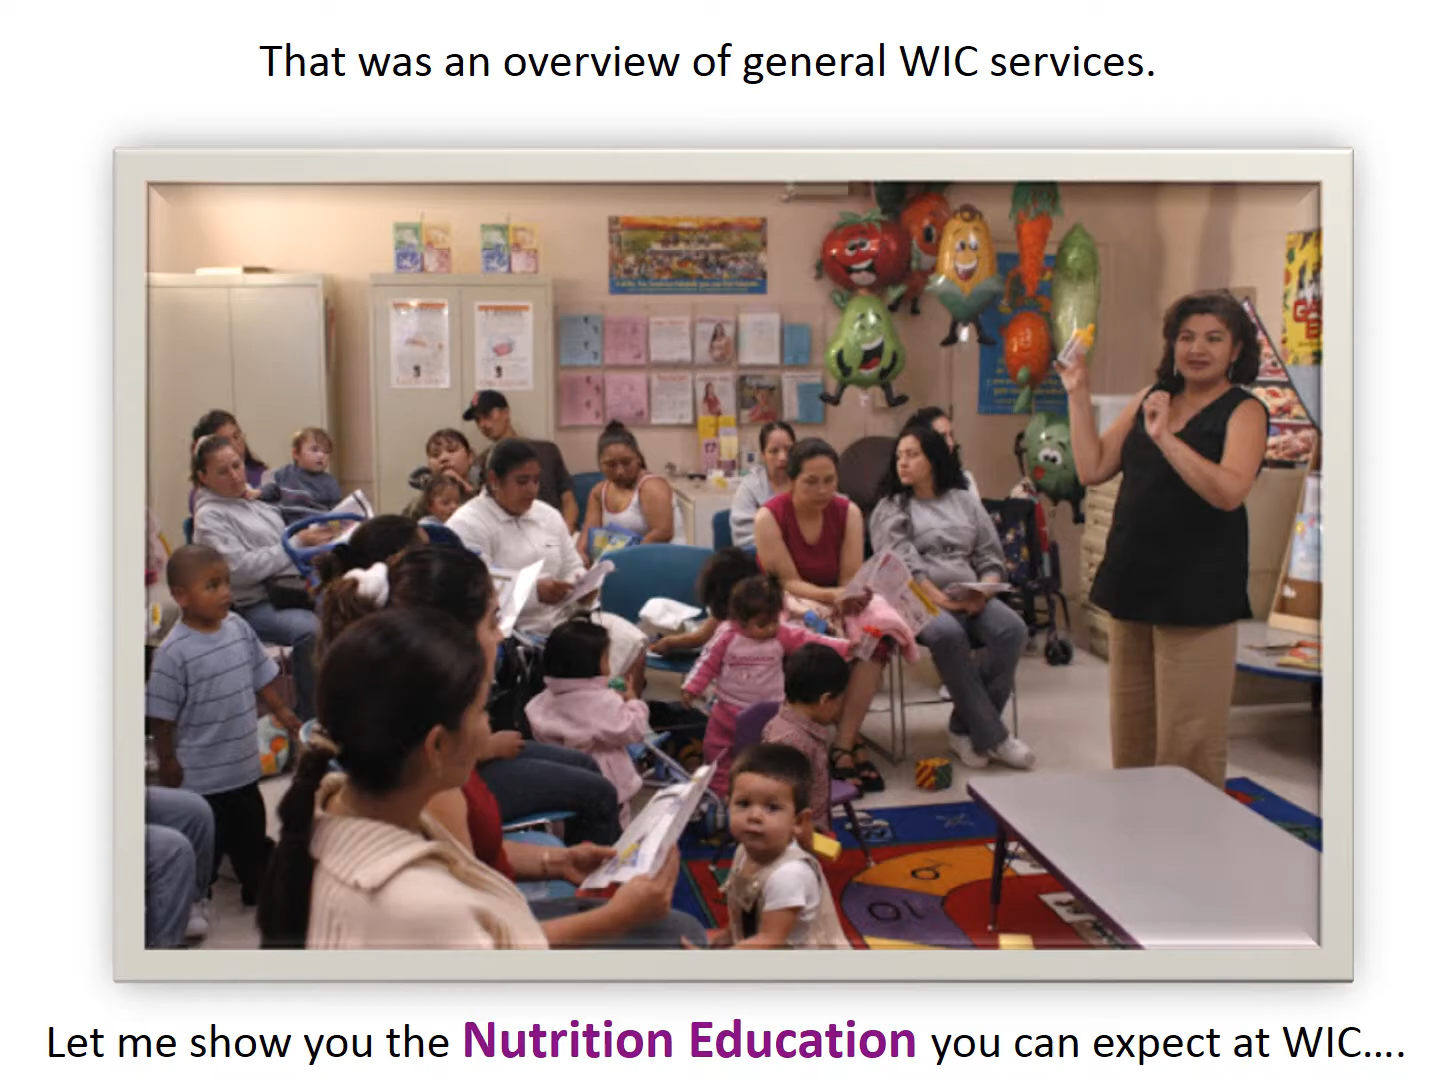 That was an overview of general WIC services.
Let me show you the Nutrition Education you can expect at WIC....